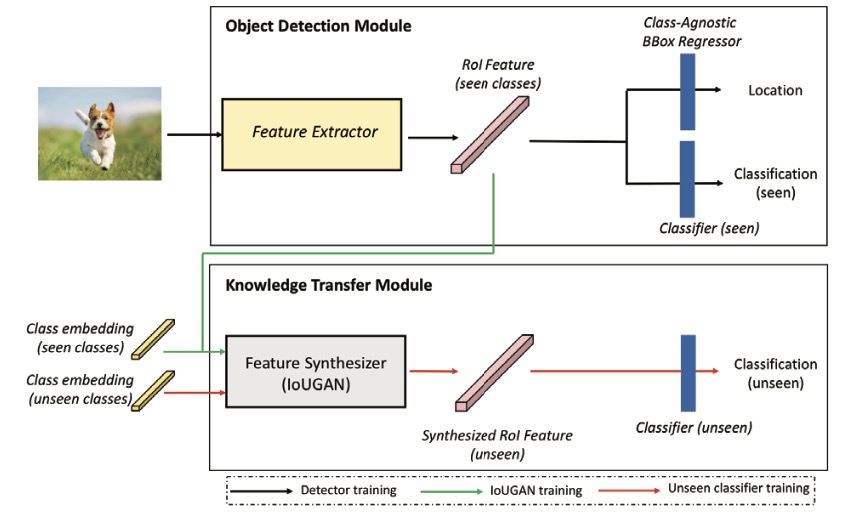 Object Detection Module
Class-Agnostic
BBox Regressor
RoI Feature
(seen classes)
Feature Extractor
Location
Classification
(seen)
Classifier (seen)
Knowledge Transfer Module
Class embedding
(seen classes)
Class embedding
(unseen classes)
Feature Synthesizer
(IoUGAN)
Classification
(unseen)
Synthesized RoI Feature
(unseen)
Classifier (unseen)
Detector training
IoUGAN training
Unseen classifier training